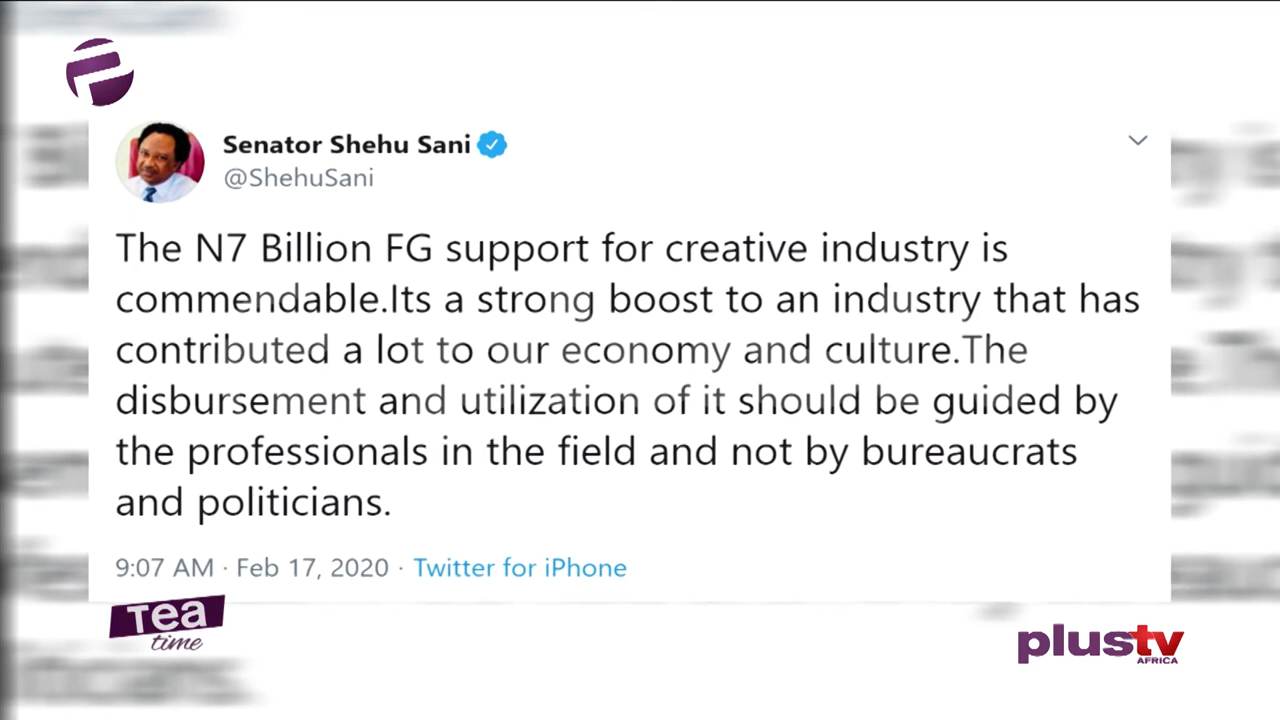 Senator Shehu Sani
@ShehuSani
The N7 Billion FG support for creative industry is
commendable.Its a strong boost to an industry that has
contributed a lot to our economy and culture.The
disbursement and utilization of it should be guided by
the professionals in the field and not by bureaucrats
and politicians.
9:07 AM · Feb 17, 2020 · Twitter for iPhone
Tea
time
plustv
AFRICA